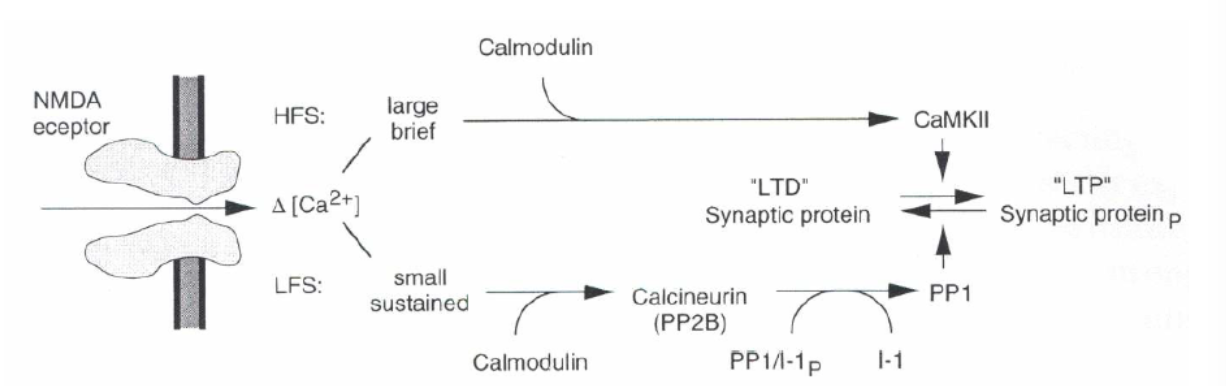 Calmodulin
NMDA
eceptor
HFS:
large
brief
CaMKII
Δ [Ca2+]
"LTD"
Synaptic protein
"LTP"
Synaptic protein P
LFS:
small
sustained
Calcineurin
(PP2B)
PP1
Calmodulin
PP1/I-1P
I-1